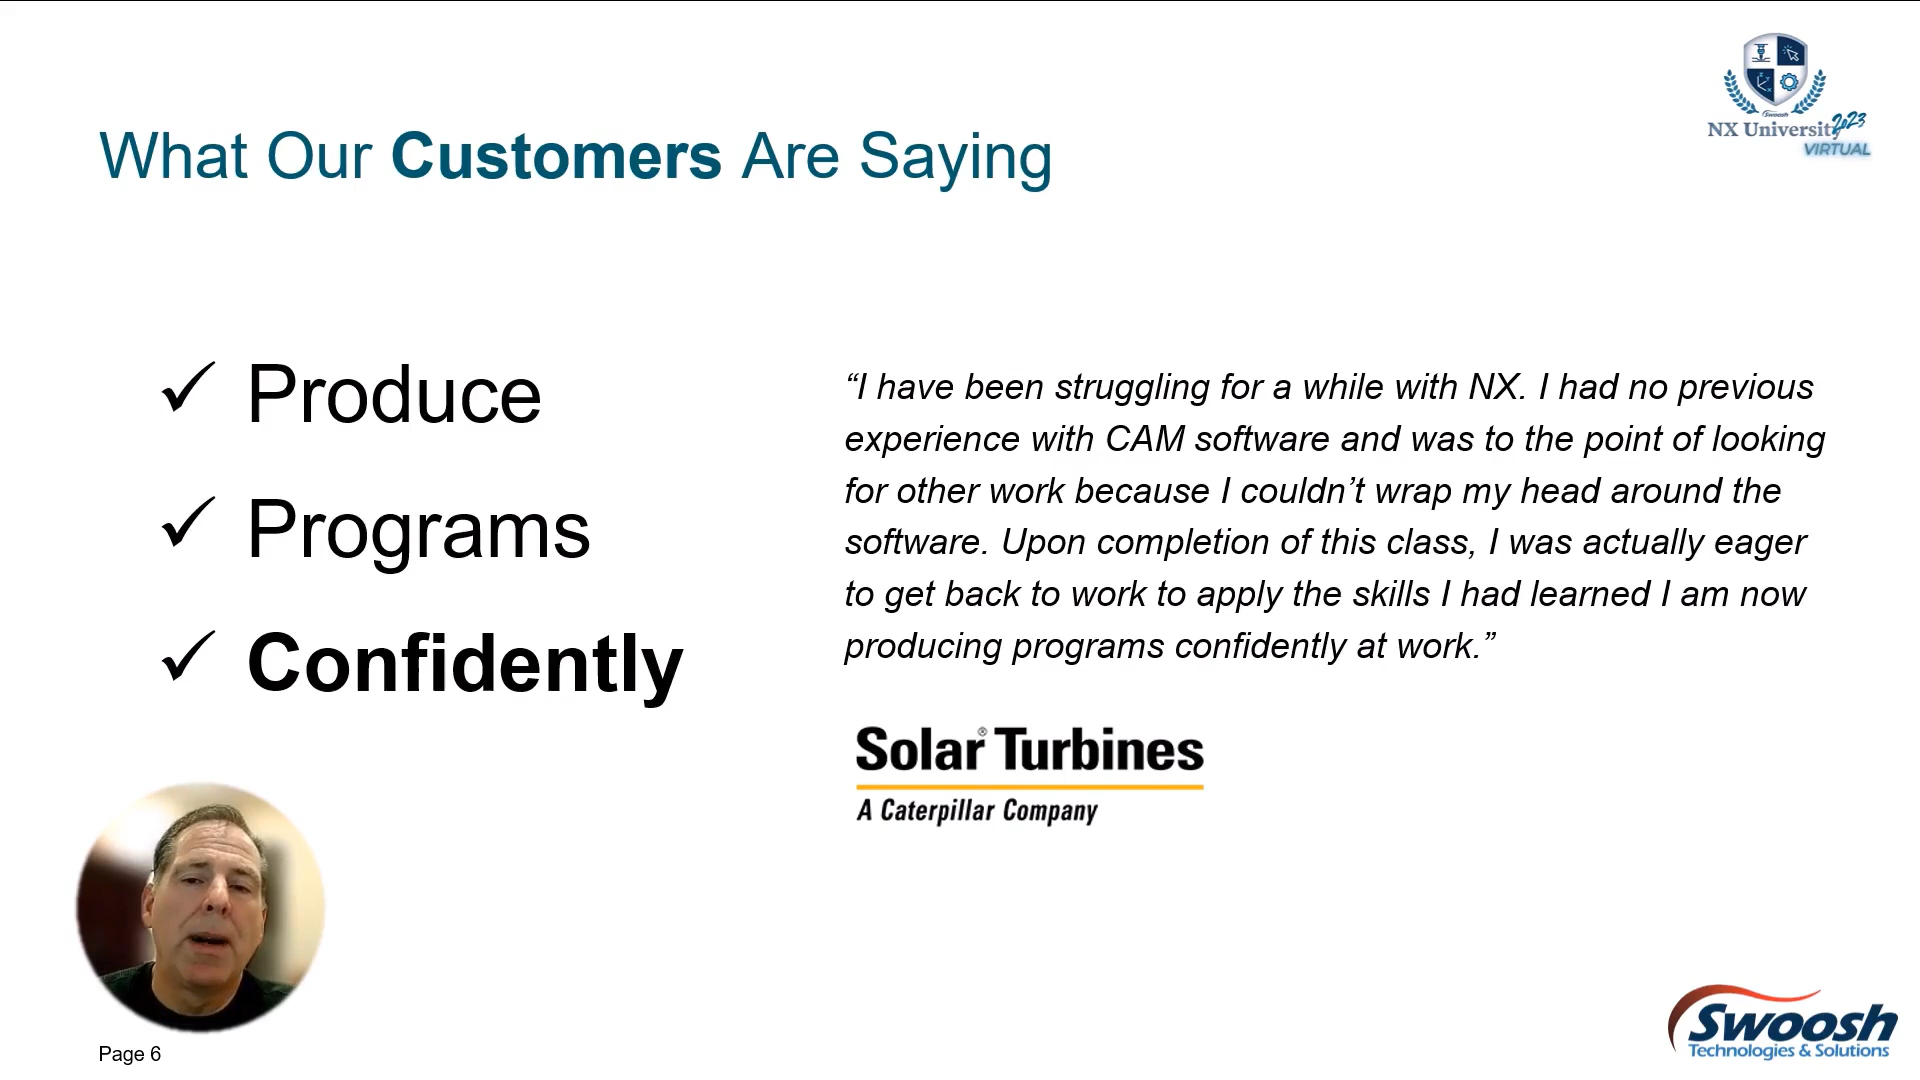 What Our Customers Are Saying
NX University 2023
VIRTUAL
✓ Produce
✓ Programs
✓ Confidently
“I have been struggling for a while with NX. I had no previous
experience with CAM software and was to the point of looking
for other work because I couldn’t wrap my head around the
software. Upon completion of this class, I was actually eager
to get back to work to apply the skills I had learned I am now
producing programs confidently at work.”
Solar® Turbines
A Caterpillar Company
Page 6
Swoosh
Technologies & Solutions